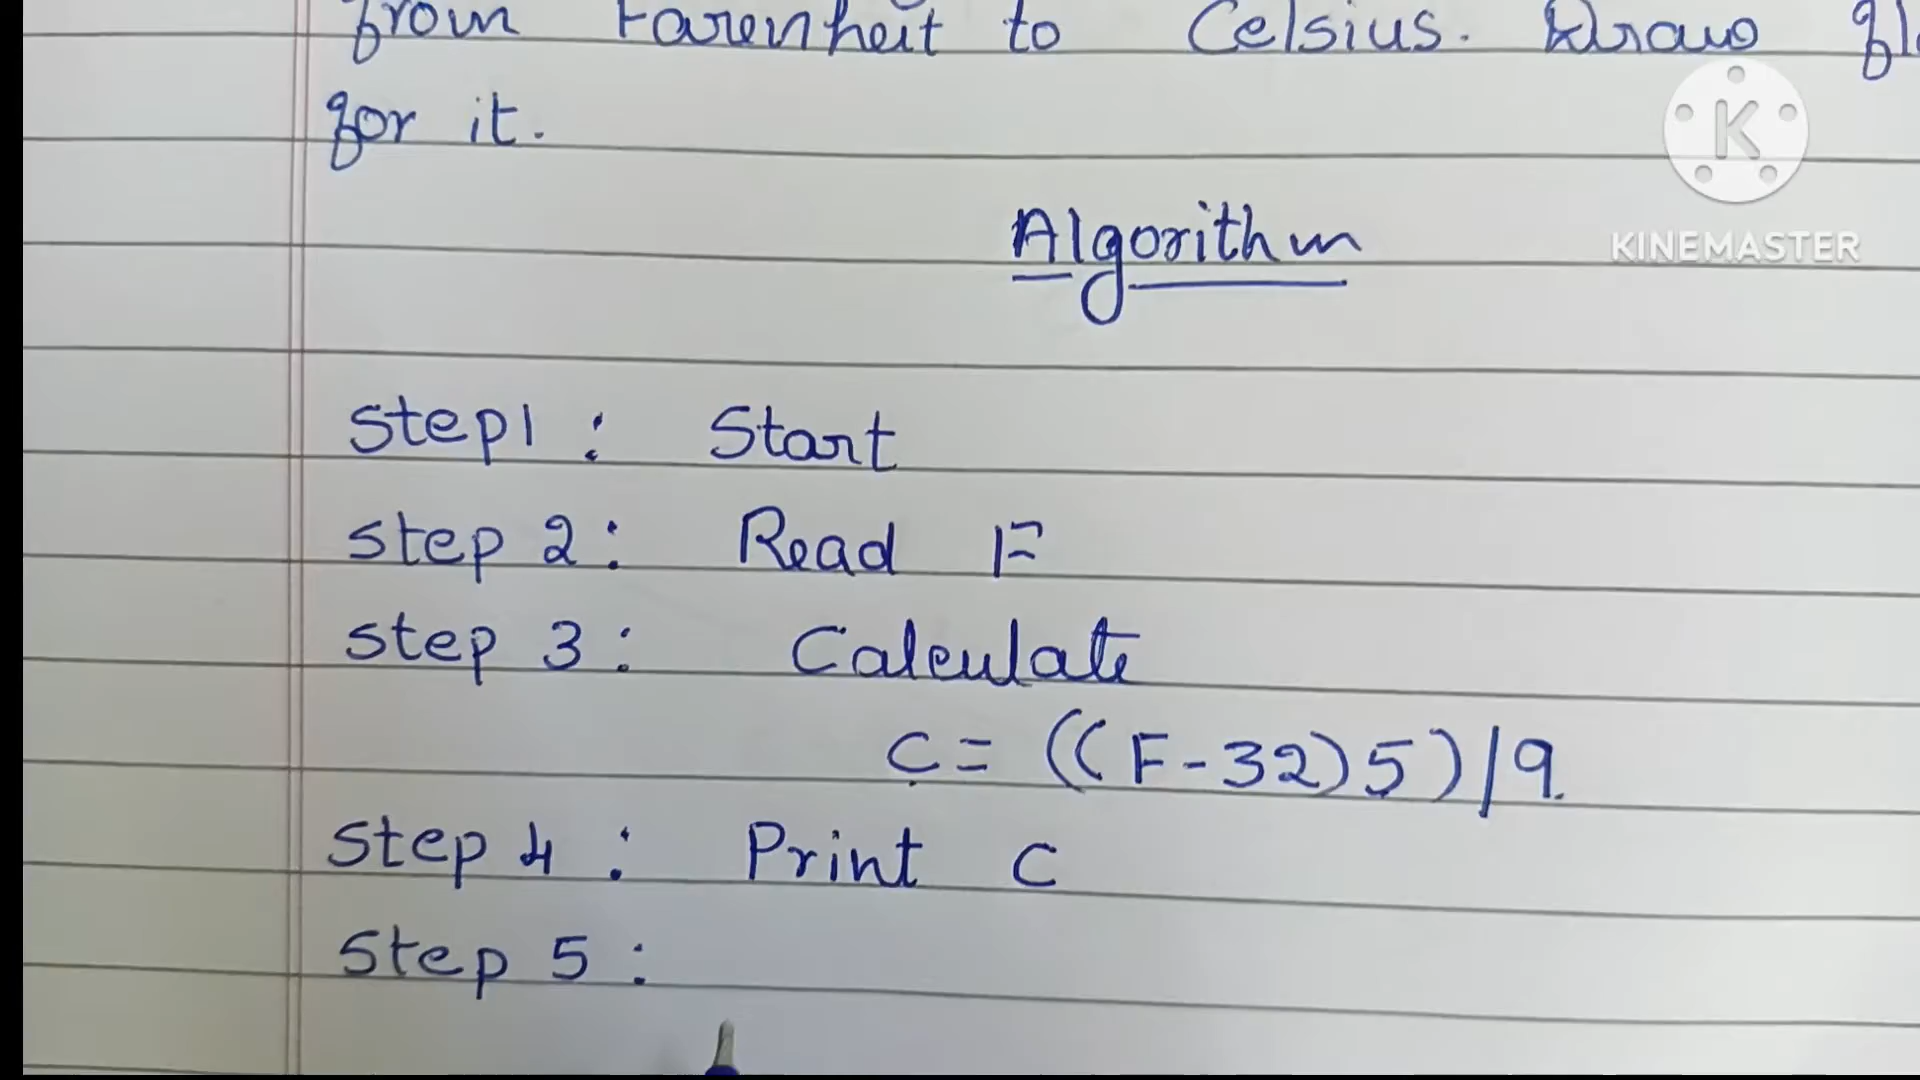 from Farenheit to Celsius. Draw
for it.
K
KINEMASTER
Algorithm
Step1 : Start
Step 2 : Read F
Step 3 : Calculate
C = ((F-32)5)/9.
Step 4 : Print C
Step 5 :